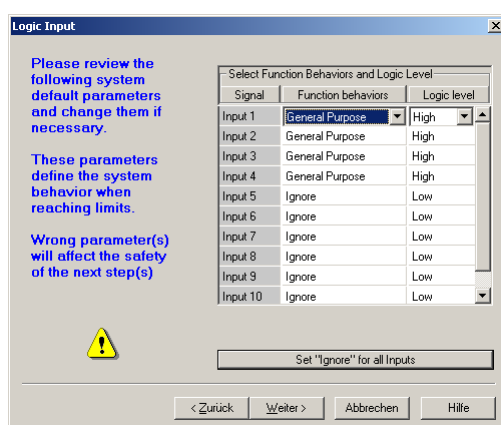 Logic Input
Please review the
following system
default parameters
and change them if
necessary.
These parameters
define the system
behavior when
reaching limits.
Wrong parameter(s)
will affect the safety
of the next step(s)
Select Function Behaviors and Logic Level
Signal Function behaviors Logic level
Input 1 General Purpose High
Input 2 General Purpose High
Input 3 General Purpose High
Input 4 General Purpose High
Input 5 Ignore Low
Input 6 Ignore Low
Input 7 Ignore Low
Input 8 Ignore Low
Input 9 Ignore Low
Input 10 Ignore Low
Set "Ignore" for all Inputs
< Zurück Weiter > Abbrechen Hilfe